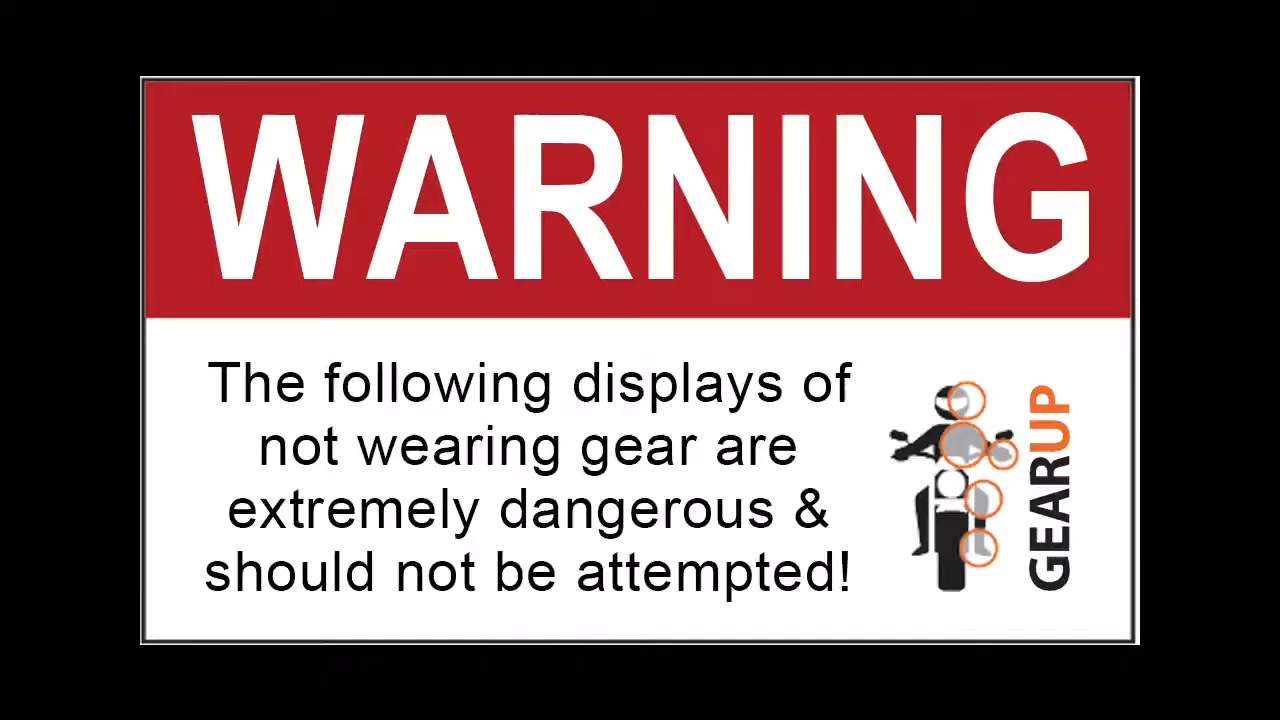 WARNING
The following displays of
not wearing gear are
extremely dangerous &
should not be attempted!
GEARUP